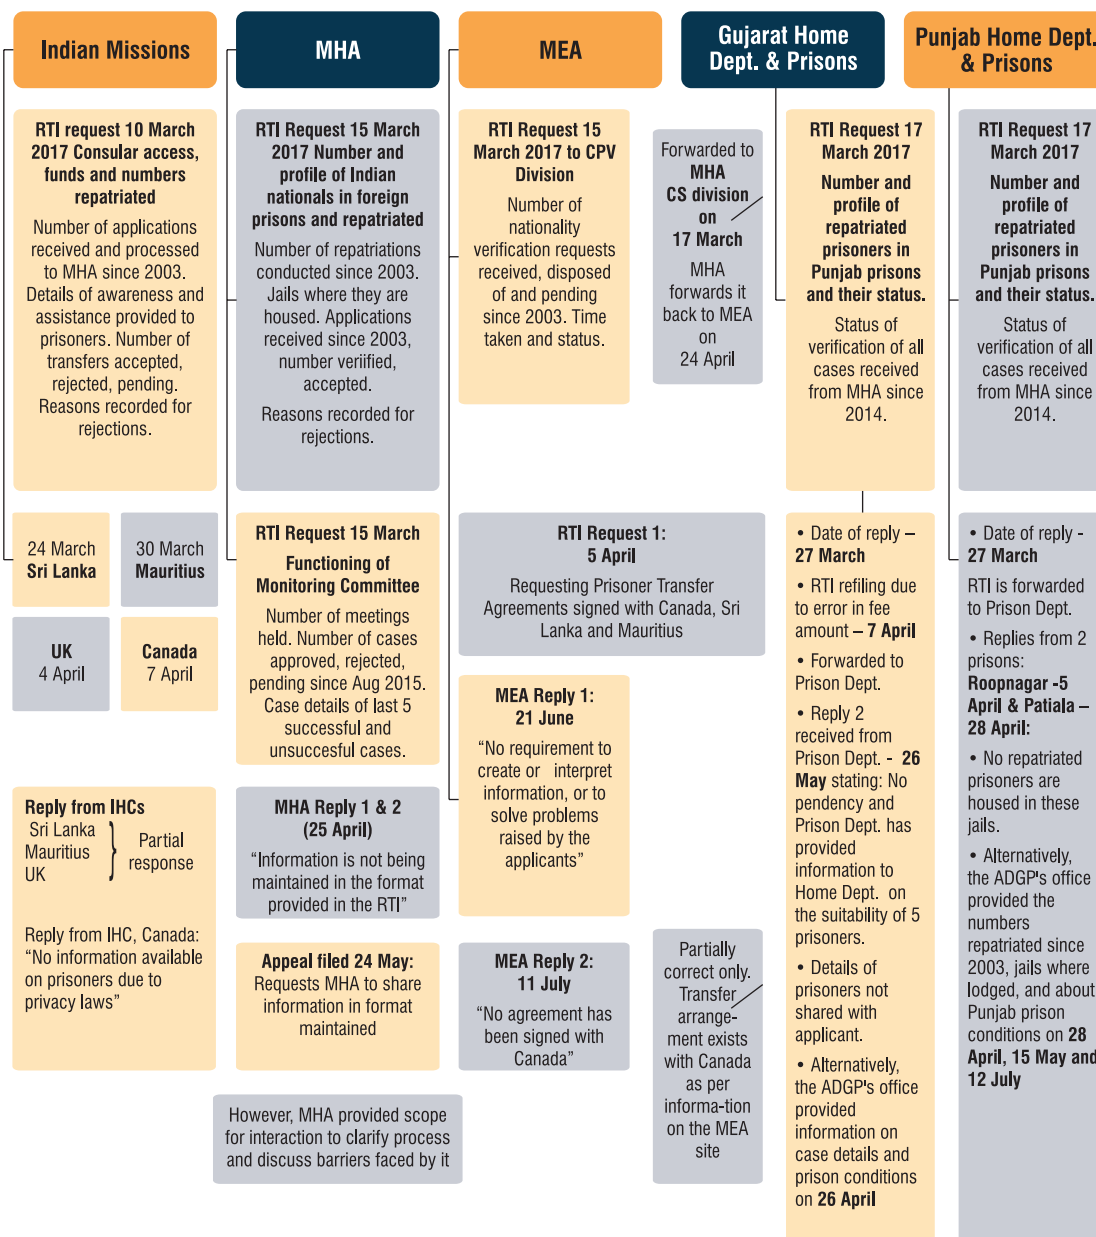 Indian Missions
RTI request 10 March
2017 Consular access,
funds and numbers
repatriated
Number of applications
received and processed
to MHA since 2003.
Details of awareness and
assistance provided to
prisoners. Number of
transfers accepted,
rejected, pending.
Reasons recorded for
rejections.
24 March
Sri Lanka
30 March
Mauritius
UK
4 April
Canada
7 April
Reply from IHCs
Sri Lanka
Mauritius
UK
}
Partial
response
Reply from IHC, Canada:
“No information available
on prisoners due to
privacy laws”
MHA
RTI Request 15 March
2017 Number and
profile of Indian
nationals in foreign
prisons and repatriated
Number of repatriations
conducted since 2003.
Jails where they are
housed. Applications
received since 2003,
number veriified,
accepted.
Reasons recorded for
rejections.
RTI Request 15 March
Functioning of
Monitoring Committee
Number of meetings
held. Number of cases
approved, rejected,
pending since Aug 2015.
Case details of last 5
successful and
unsuccesful cases.
MHA Reply 1 & 2
(25 April)
“Information is not being
maintained in the format
provided in the RTI”
Appeal filed 24 May:
Requests MHA to share
information in format
maintained
However, MHA provided scope
for interaction to clarify process
and discuss barriers faced by it
MEA
RTI Request 15
March 2017 to CPV
Division
Number of
nationality
verification requests
received, disposed
of and pending
since 2003. Time
taken and status.
Forwarded to
MHA
CS division
on
17 March
MHA
forwards it
back to MEA
on
24 April
RTI Request 1:
5 April
Requesting Prisoner Transfer
Agreements signed with Canada, Sri
Lanka and Mauritius
MEA Reply 1:
21 June
“No requirement to
create or interpret
information, or to
solve problems
raised by the
applicants”
MEA Reply 2:
11 July
“No agreement has
been signed with
Canada”
Partially
correct only.
Transfer
arrange-
ment exists
with Canada
as per
informa-tion
on the MEA
site
Gujarat Home
Dept. & Prisons
RTI Request 17
March 2017
Number and
profile of
repatriated
prisoners in
Punjab prisons
and their status.
Status of
verification of all
cases received
from MHA since
2014.
• Date of reply –
27 March
• RTI refiling due
to error in fee
amount – 7 April
• Forwarded to
Prison Dept.
• Reply 2
received from
Prison Dept. - 26
May stating: No
pendency and
Prison Dept. has
provided
information to
Home Dept. on
the suitability of 5
prisoners.
• Details of
prisoners not
shared with
applicant.
• Alternatively,
the ADGP's office
provided
information on
case details and
prison conditions
on 26 April
Punjab Home Dept.
& Prisons
RTI Request 17
March 2017
Number and
profile of
repatriated
prisoners in
Punjab prisons
and their status.
Status of
verification of all
cases received
from MHA since
2014.
• Date of reply -
27 March
RTI is forwarded
to Prison Dept.
• Replies from 2
prisons:
Roopnagar -5
April & Patiala –
28 April:
• No repatriated
prisoners are
housed in these
jails.
• Alternatively,
the ADGP's office
provided the
numbers
repatriated since
2003, jails where
lodged, and about
Punjab prison
conditions on 28
April, 15 May and
12 July